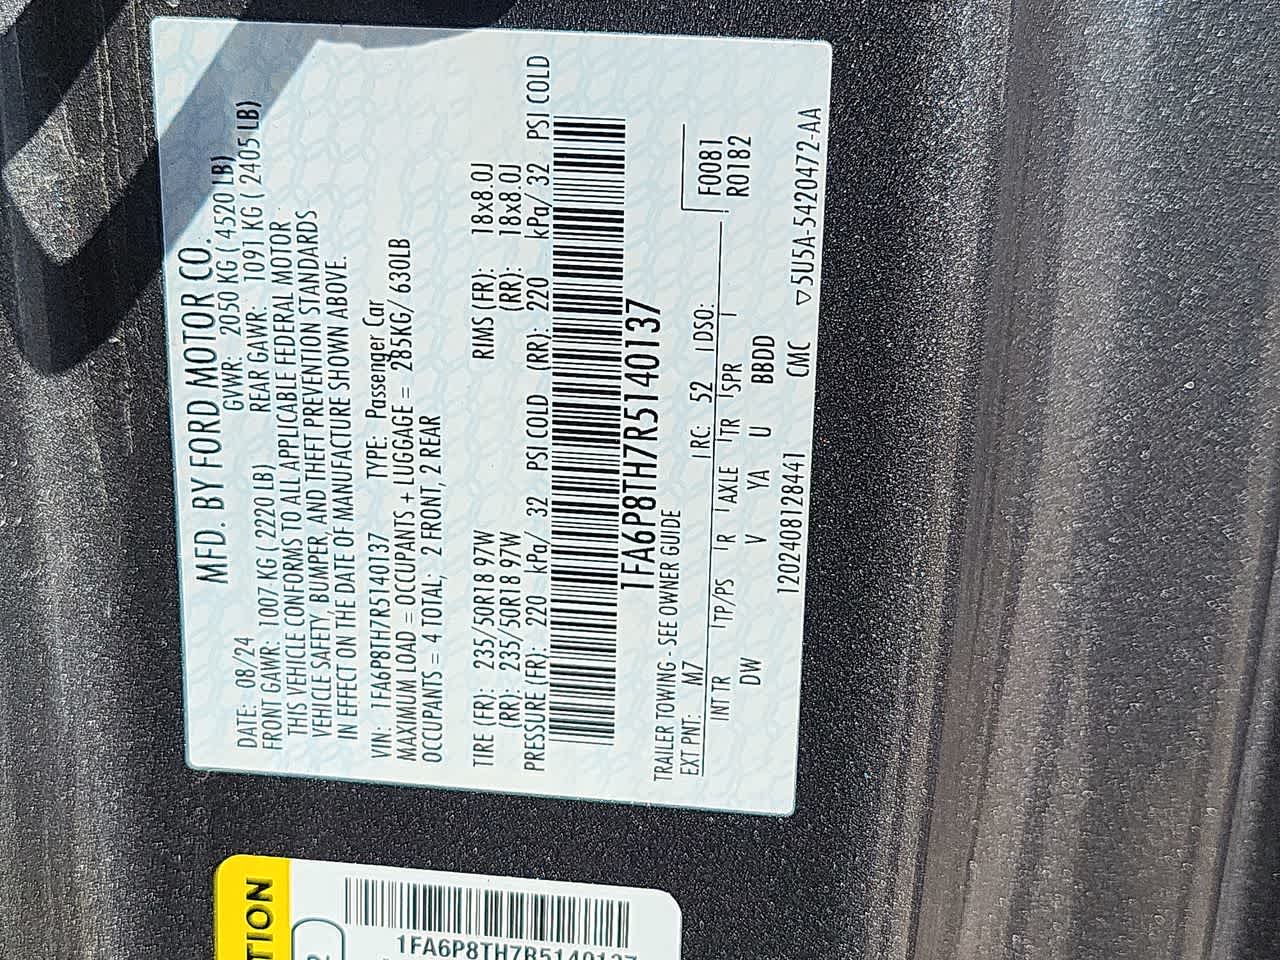 MFD. BY FORD MOTOR CO.
DATE: 08/24 GVWR: 2050 KG ( 4520 LB)
FRONT GAWR: 1007 KG ( 2220 LB) REAR GAWR: 1091 KG ( 2405 LB)
THIS VEHICLE CONFORMS TO ALL APPLICABLE FEDERAL MOTOR
VEHICLE SAFETY, BUMPER, AND THEFT PREVENTION STANDARDS
IN EFFECT ON THE DATE OF MANUFACTURE SHOWN ABOVE.
VIN: 1FA6P8TH7R5140137 TYPE: Passenger Car
MAXIMUM LOAD = OCCUPANTS + LUGGAGE = 285KG/ 630LB
OCCUPANTS = 4 TOTAL; 2 FRONT, 2 REAR
TIRE (FR): 235/50R18 97W RIMS (FR): 18x8.0J
(RR): 235/50R18 97W (RR): 18x8.0J
PRESSURE (FR): 220 kPa/ 32 PSI COLD (RR): 220 kPa/ 32 PSI COLD
1FA6P8TH7R5140137
TRAILER TOWING - SEE OWNER GUIDE
EXT PNT: M7 RC: 52 DSO: F0081
INT TR TP/PS R AXLE TR SPR R0182
DW V YA U BBDD
120240812844​1 CMC ▽5U5A-5420472-AA
TION
1FA6P8TH7R5140137